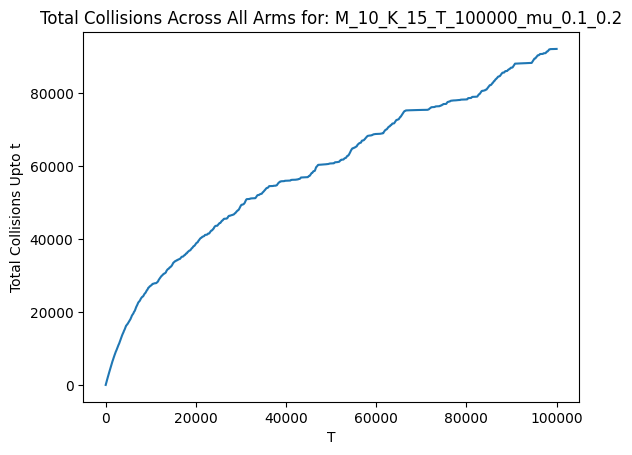 Total Collisions Across All Arms for: M_10_K_15_T_100000_mu_0.1_0.2
Total Collisions Upto t
80000
60000
40000
20000
0
0 20000 40000 60000 80000 100000
T